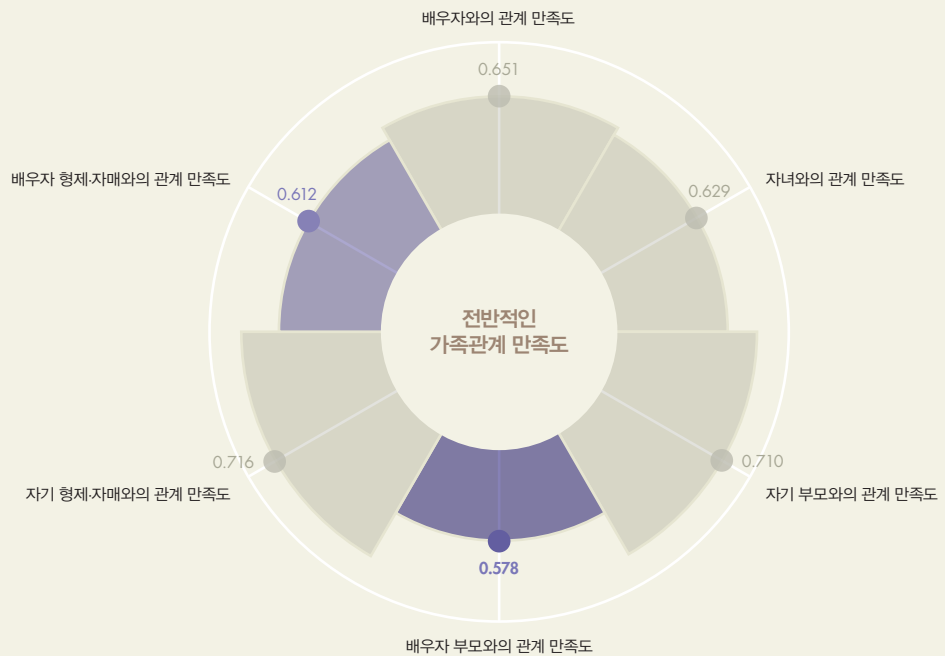 배우자와의 관계 만족도
0.651
배우자 형제·자매와의 관계 만족도
0.612
자녀와의 관계 만족도
0.629
전반적인
가족관계 만족도
0.716
자기 형제·자매와의 관계 만족도
0.710
자기 부모와의 관계 만족도
0.578
배우자 부모와의 관계 만족도